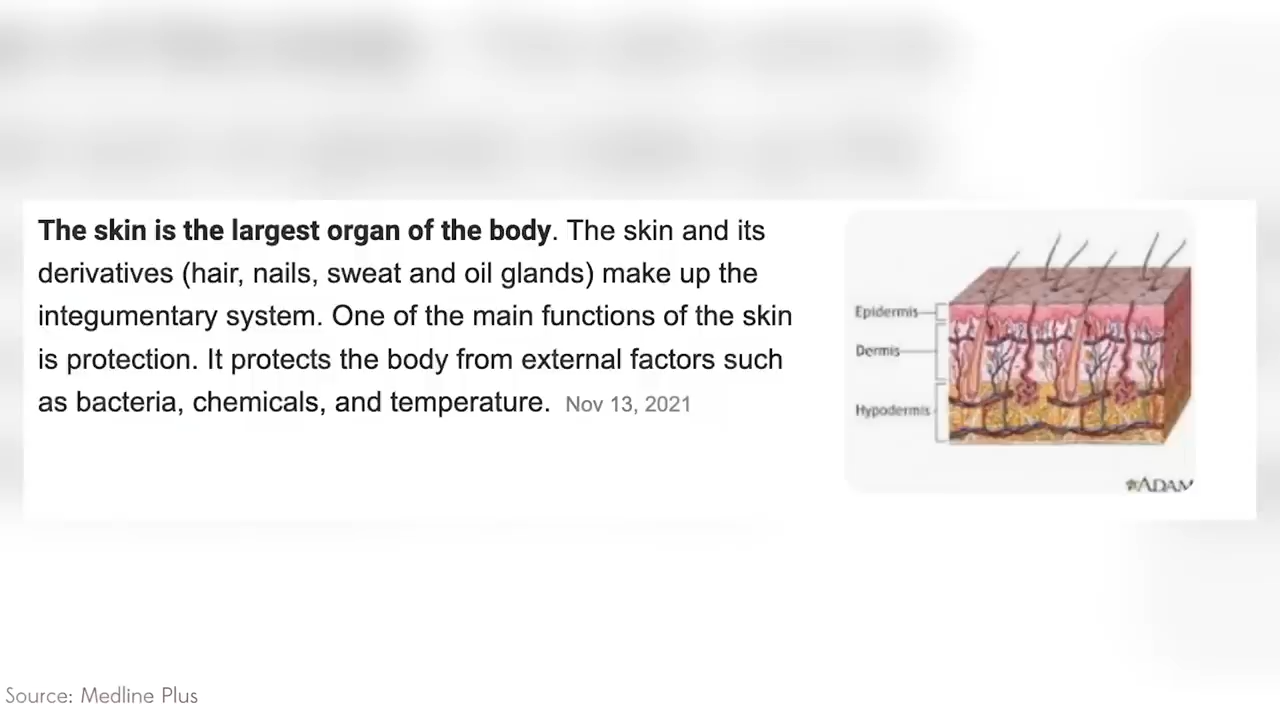 The skin is the largest organ of the body. The skin and its
derivatives (hair, nails, sweat and oil glands) make up the
integumentary system. One of the main functions of the skin
is protection. It protects the body from external factors such
as bacteria, chemicals, and temperature. Nov 13, 2021
Epidermis
Dermis
Hypodermis
ADAM
Source: Medline Plus